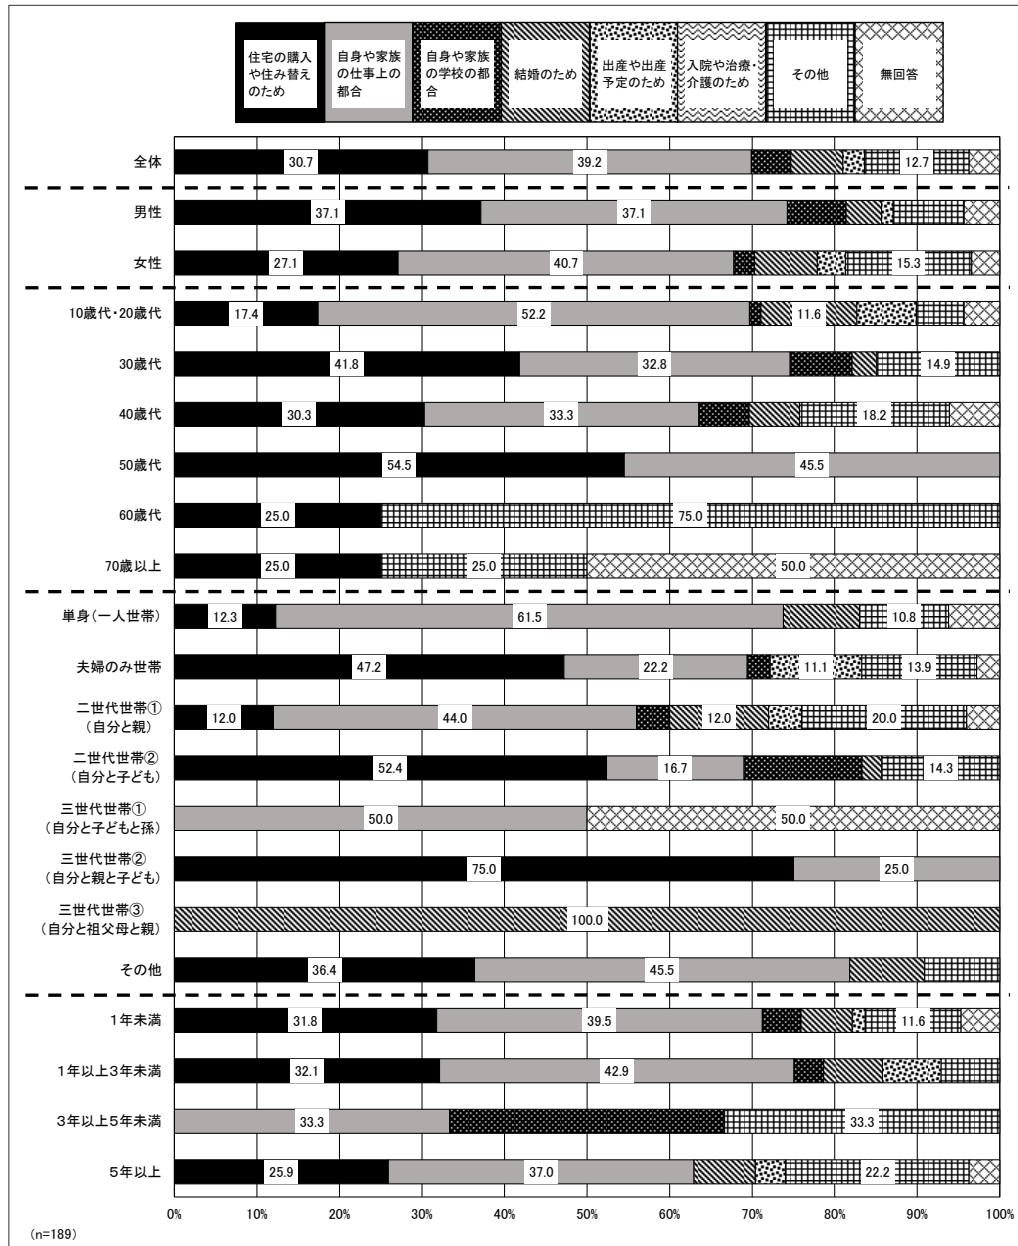 住宅の購入
や住み替え
のため
自身や家族
の仕事上の
都合
自身や家族
の学校の都
合
結婚のため
出産や出産
予定のため
入院や治療・
介護のため
その他
無回答
全体
30.7
39.2
12.7
男性
37.1
37.1
女性
27.1
40.7
15.3
10歳代・20歳代
17.4
52.2
11.6
30歳代
41.8
32.8
14.9
40歳代
30.3
33.3
18.2
50歳代
54.5
45.5
60歳代
25.0
75.0
70歳以上
25.0
25.0
50.0
単身(一人世帯)
12.3
61.5
10.8
夫婦のみ世帯
47.2
22.2
11.1
13.9
二世代世帯①
(自分と親)
12.0
44.0
12.0
20.0
二世代世帯②
(自分と子ども)
52.4
16.7
14.3
三世代世帯①
(自分と子どもと孫)
50.0
50.0
三世代世帯②
(自分と親と子ども)
75.0
25.0
三世代世帯③
(自分と祖父母と親)
100.0
その他
36.4
45.5
1年未満
31.8
39.5
11.6
1年以上3年未満
32.1
42.9
3年以上5年未満
33.3
33.3
5年以上
25.9
37.0
22.2
0% 10% 20% 30% 40% 50% 60% 70% 80% 90% 100%
(n=189)